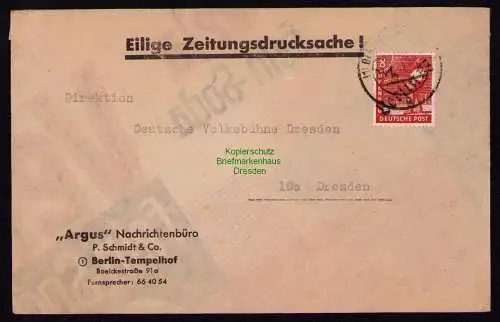 Eilige Zeitungsdrucksache!
DEUTSCHE POST
Direktion
Deutsche Volksbühne Dresden
Kopierschutz
Briefmarkenhaus
Dresden
10a Dresden
„Argus" Nachrichtenbüro
P. Schmidt & Co.
① Berlin-Tempelhof
Boelckestraße 91a
Fernsprecher: 66 40 54